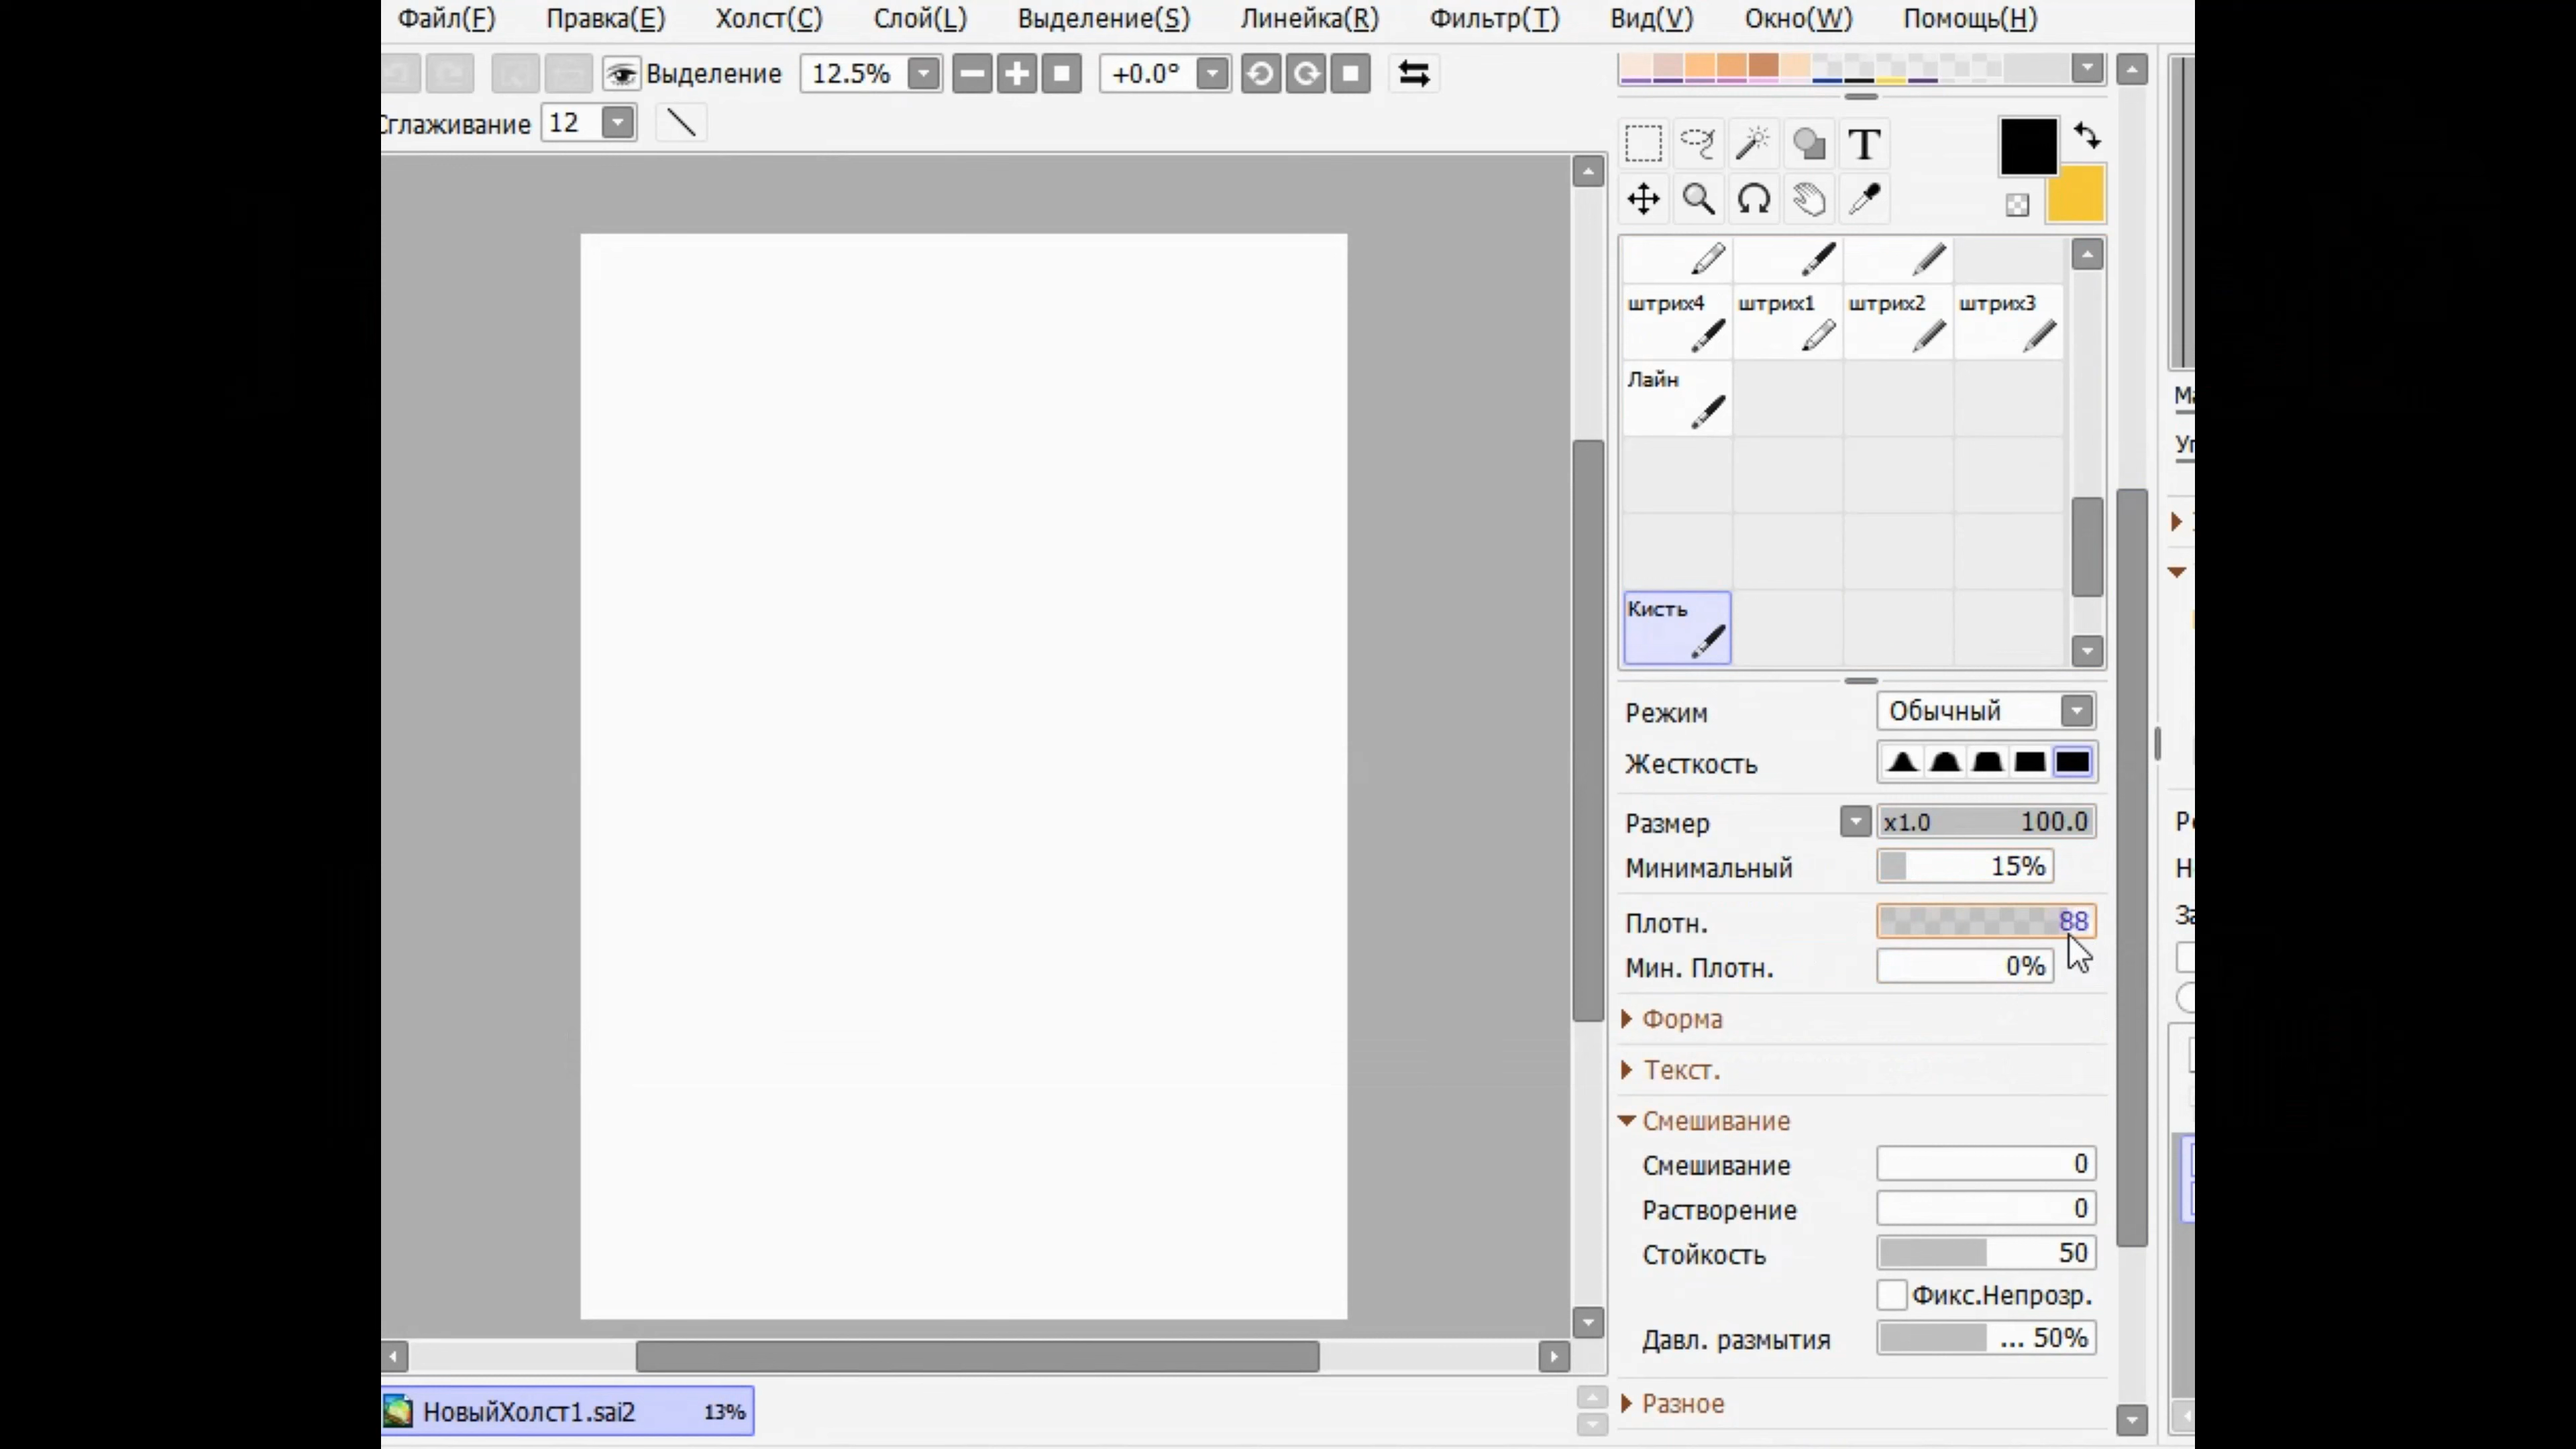 Файл(F) Правка(E) Холст(C) Слой(L) Выделение(S) Линейка(R) Фильтр(T) Вид(V) Окно(W) Помощь(H)
Выделение 12.5% +0.0°
Сглаживание 12
T
штрих4 штрих1 штрих2 штрих3
Лайн
Кисть
Режим Обычный
Жесткость
Размер x1.0 100.0
Минимальный 15%
Плотн. 88
Мин. Плотн. 0%
Форма
Текст.
Смешивание
Смешивание 0
Растворение 0
Стойкость 50
Фикс.Непрозр.
Давл. размытия ... 50%
Разное
НовыйХолст1.sai2 13%